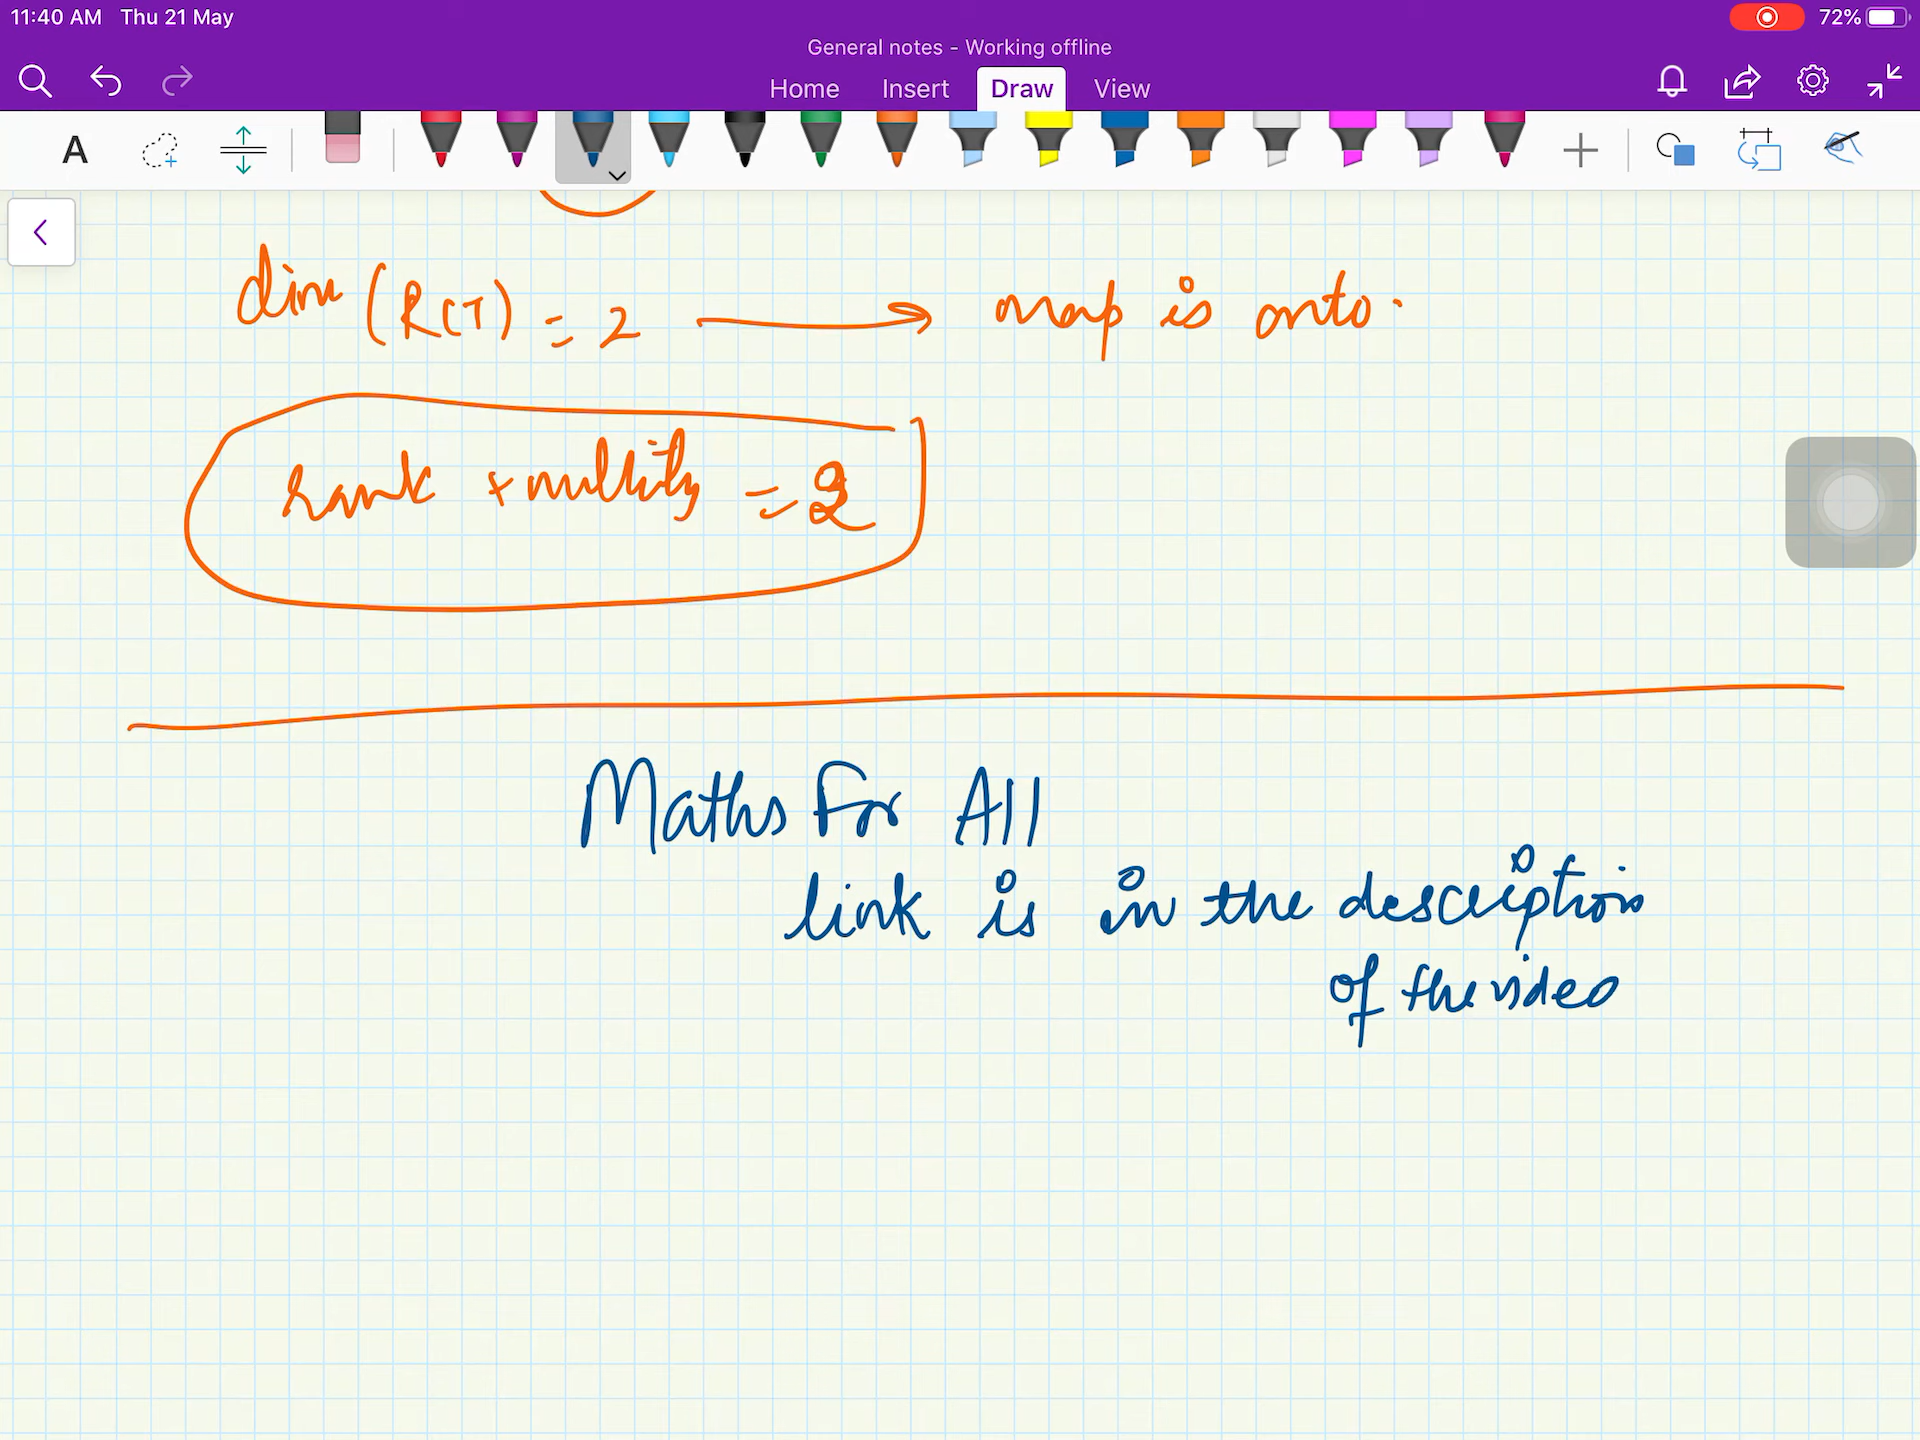 11:40 AM Thu 21 May
72%
General notes - Working offline
Home Insert Draw View
A
dim (R(T) = 2 → map is onto.
rank + nullity = 2
Maths For All
link is in the description
of the video